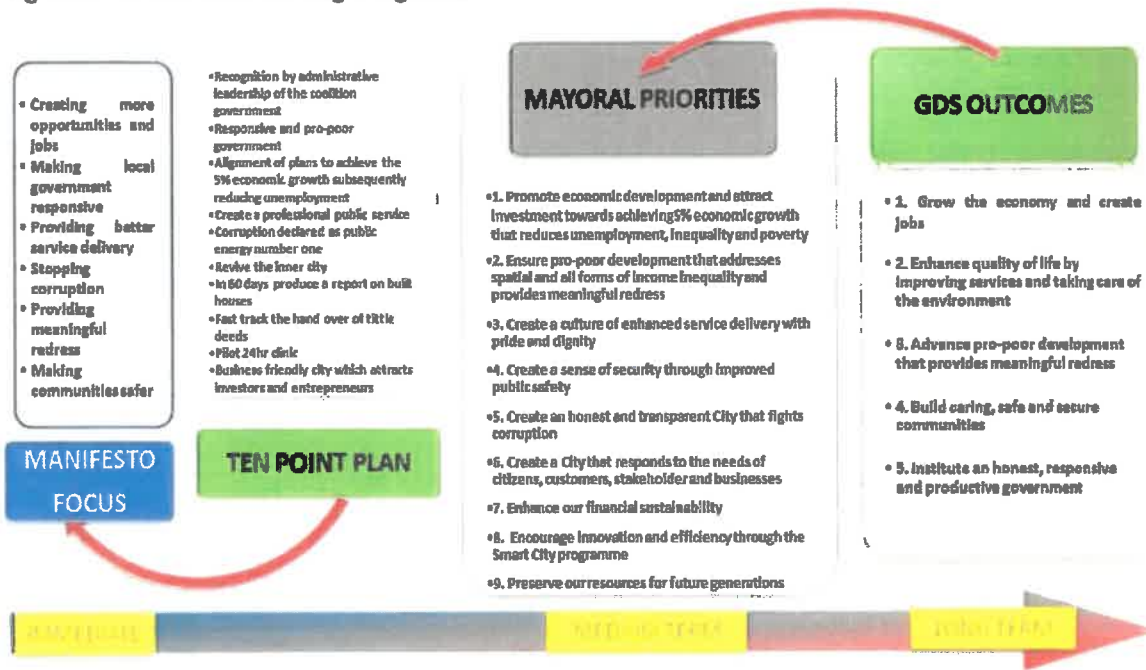 • Creating more
opportunities and
jobs
• Making local
government
responsive
• Providing better
service delivery
• Stopping
corruption
• Providing
meaningful
redress
• Making
communities safer
MANIFESTO
FOCUS
•Recognition by administrative
leadership of the coalition
government
•Responsive and pro-poor
government
•Alignment of plans to achieve the
5% economic growth subsequently
reducing unemployment
•Create a professional public service
•Corruption declared as public
energy number one
•Revive the inner city
•In 60 days produce a report on built
houses
•Fast track the hand over of tittle
deeds
•Pilot 24hr clinic
•Business friendly city which attracts
investors and entrepreneurs
TEN POINT PLAN
MAYORAL PRIORITIES
•1. Promote economic development and attract
investment towards achieving 5% economic growth
that reduces unemployment, inequality and poverty
•2. Ensure pro-poor development that addresses
spatial and all forms of income inequality and
provides meaningful redress
•3. Create a culture of enhanced service delivery with
pride and dignity
•4. Create a sense of security through improved
public safety
•5. Create an honest and transparent City that fights
corruption
•6. Create a City that responds to the needs of
citizens, customers, stakeholder and businesses
•7. Enhance our financial sustainability
•8. Encourage innovation and efficiency through the
Smart City programme
•9. Preserve our resources for future generations
GDS OUTCOMES
• 1. Grow the economy and create
jobs
• 2. Enhance quality of life by
improving services and taking care of
the environment
• 3. Advance pro-poor development
that provides meaningful redress
• 4. Build caring, safe and secure
communities
• 5. Institute an honest, responsive
and productive government